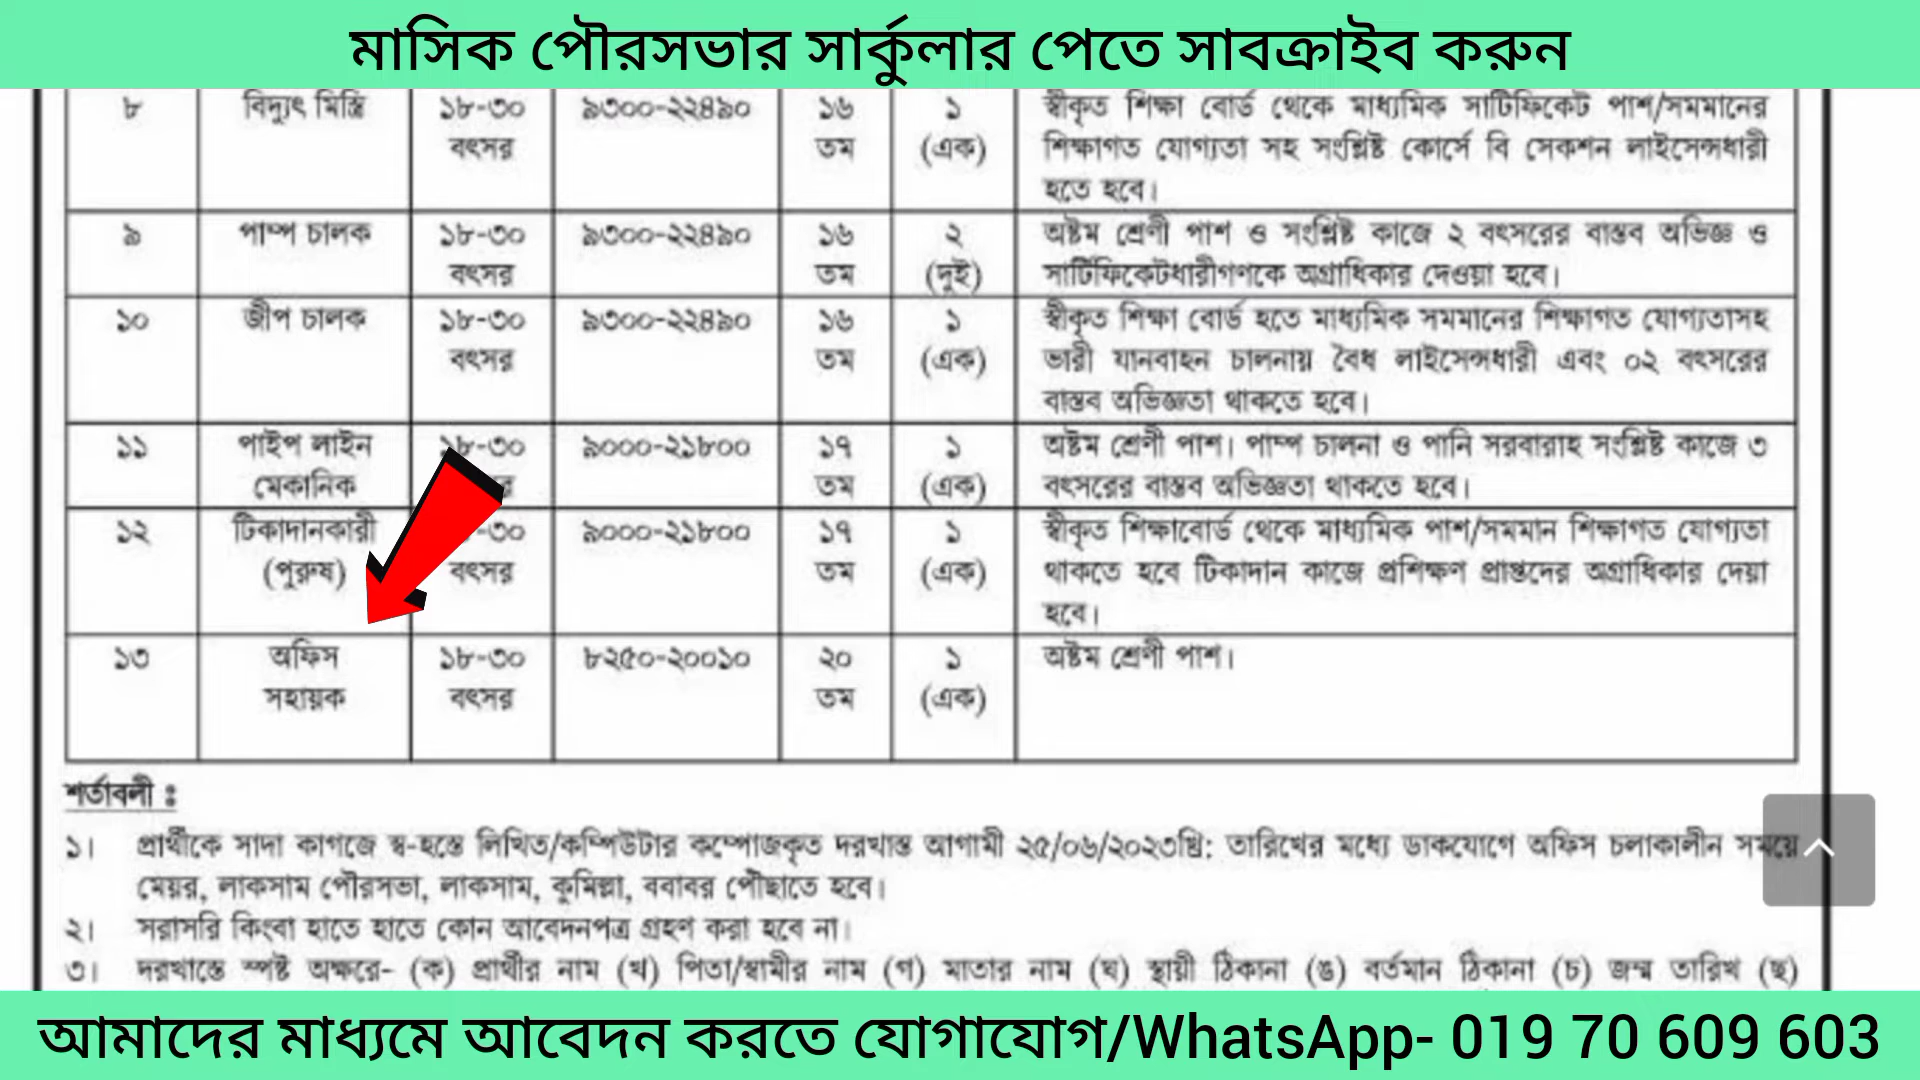 মাসিক পৌরসভার সার্কুলার পেতে সাবক্রাইব করুন
৮ বিদ্যুৎ মিস্ত্রি ১৮-৩০ ৯৩০০-২২৪৯০ ১৬ ১ স্বীকৃত শিক্ষা বোর্ড থেকে মাধ্যমিক সার্টিফিকেট পাশ/সমমানের
বৎসর তম (এক) শিক্ষাগত যোগ্যতা সহ সংশ্লিষ্ট কোর্সে বি সেকশন লাইসেন্সধারী
হতে হবে।
৯ পাম্প চালক ১৮-৩০ ৯৩০০-২২৪৯০ ১৬ ২ অষ্টম শ্রেণী পাশ ও সংশ্লিষ্ট কাজে ২ বৎসরের বাস্তব অভিজ্ঞ ও
বৎসর তম (দুই) সার্টিফিকেটধারীগণকে অগ্রাধিকার দেওয়া হবে।
১০ জীপ চালক ১৮-৩০ ৯৩০০-২২৪৯০ ১৬ ১ স্বীকৃত শিক্ষা বোর্ড হতে মাধ্যমিক সমমানের শিক্ষাগত যোগ্যতাসহ
বৎসর তম (এক) ভারী যানবাহন চালনায় বৈধ লাইসেন্সধারী এবং ০২ বৎসরের
বাস্তব অভিজ্ঞতা থাকতে হবে।
১১ পাইপ লাইন ১৮-৩০ ৯০০০-২১৮০০ ১৭ ১ অষ্টম শ্রেণী পাশ। পাম্প চালনা ও পানি সরবারাহ সংশ্লিষ্ট কাজে ৩
মেকানিক তম (এক) বৎসরের বাস্তব অভিজ্ঞতা থাকতে হবে।
১২ টিকাদানকারী -৩০ ৯০০০-২১৮০০ ১৭ ১ স্বীকৃত শিক্ষাবোর্ড থেকে মাধ্যমিক পাশ/সমমান শিক্ষাগত যোগ্যতা
(পুরুষ) বৎসর তম (এক) থাকতে হবে টিকাদান কাজে প্রশিক্ষণ প্রাপ্তদের অগ্রাধিকার দেয়া
হবে।
১৩ অফিস ১৮-৩০ ৮২৫০-২০০১০ ২০ ১ অষ্টম শ্রেণী পাশ।
সহায়ক বৎসর তম (এক)
শর্তাবলী ঃ
১। প্রার্থীকে সাদা কাগজে স্ব-হস্তে লিখিত/কম্পিউটার কম্পোজকৃত দরখাস্ত আগামী ২৫/০৬/২০২৩খ্রি: তারিখের মধ্যে ডাকযোগে অফিস চলাকালীন সময়ে
মেয়র, লাকসাম পৌরসভা, লাকসাম, কুমিল্লা, ববাবর পৌঁছাতে হবে।
২। সরাসরি কিংবা হাতে হাতে কোন আবেদনপত্র গ্রহণ করা হবে না।
৩। দরখাস্তে স্পষ্ট অক্ষরে- (ক) প্রার্থীর নাম (খ) পিতা/স্বামীর নাম (গ) মাতার নাম (ঘ) স্থায়ী ঠিকানা (ঙ) বর্তমান ঠিকানা (চ) জন্ম তারিখ (ছ)
আমাদের মাধ্যমে আবেদন করতে যোগাযোগ/WhatsApp- 019 70 609 603